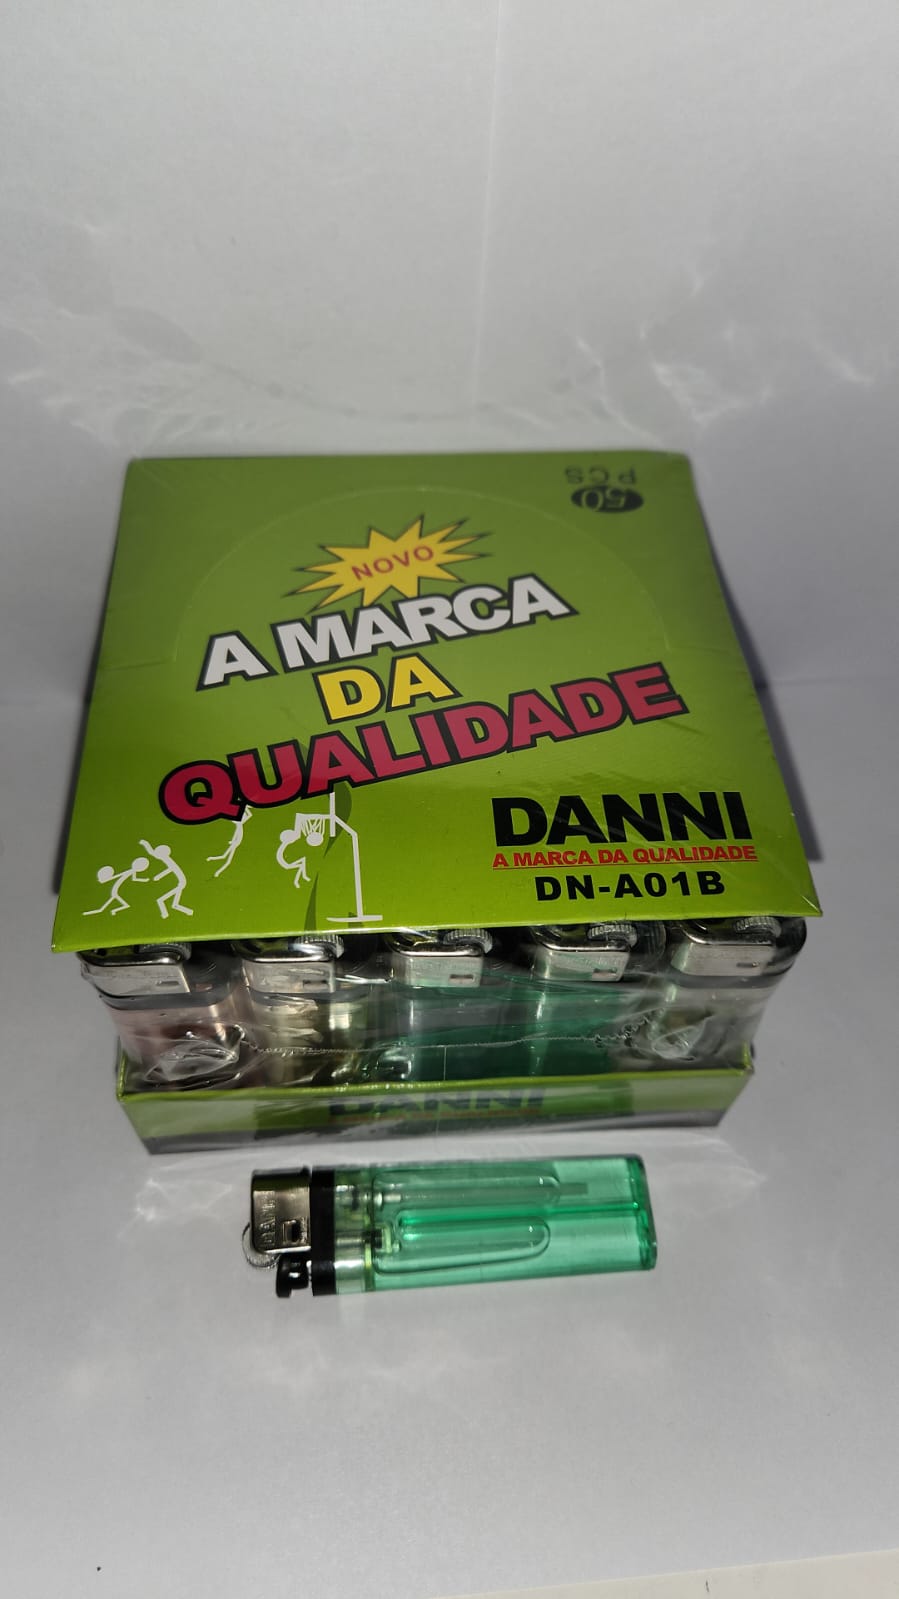 50
PCS
NOVO
A MARCA
DA
QUALIDADE
DANNI
A MARCA DA QUALIDADE
DN-A01B
DANNI